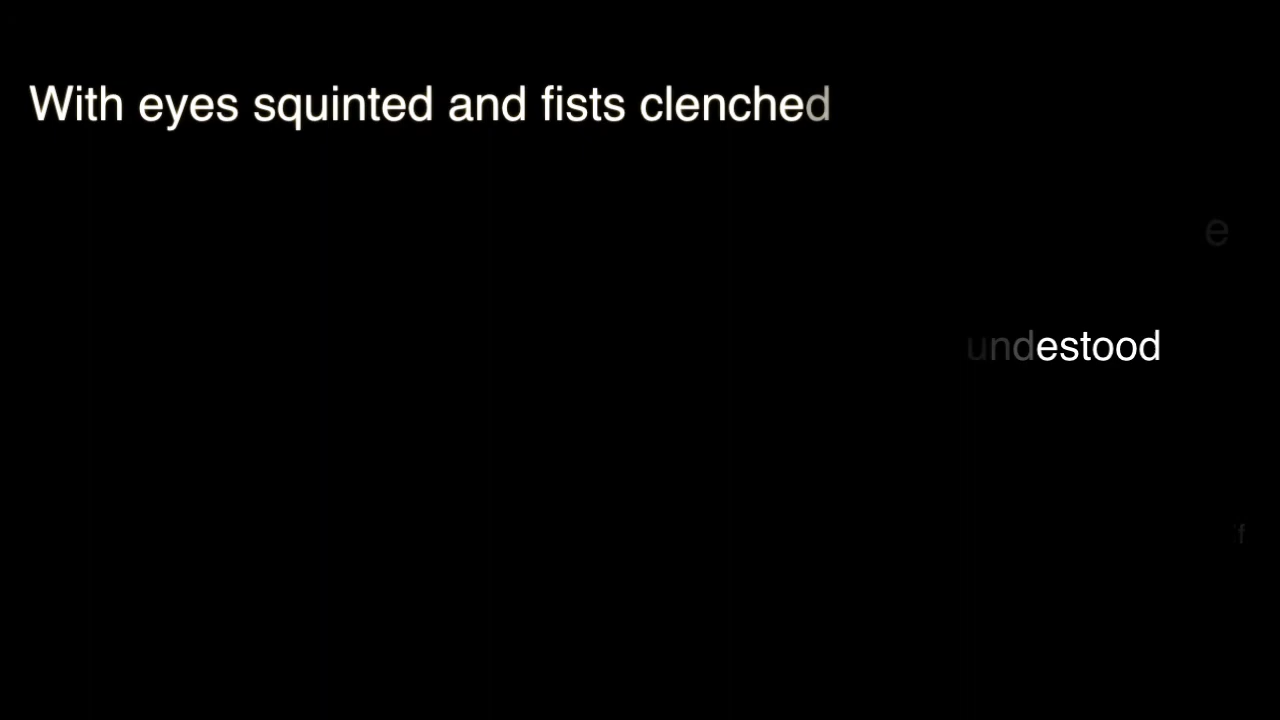 With eyes squinted and fists clenched
e
undestood
f